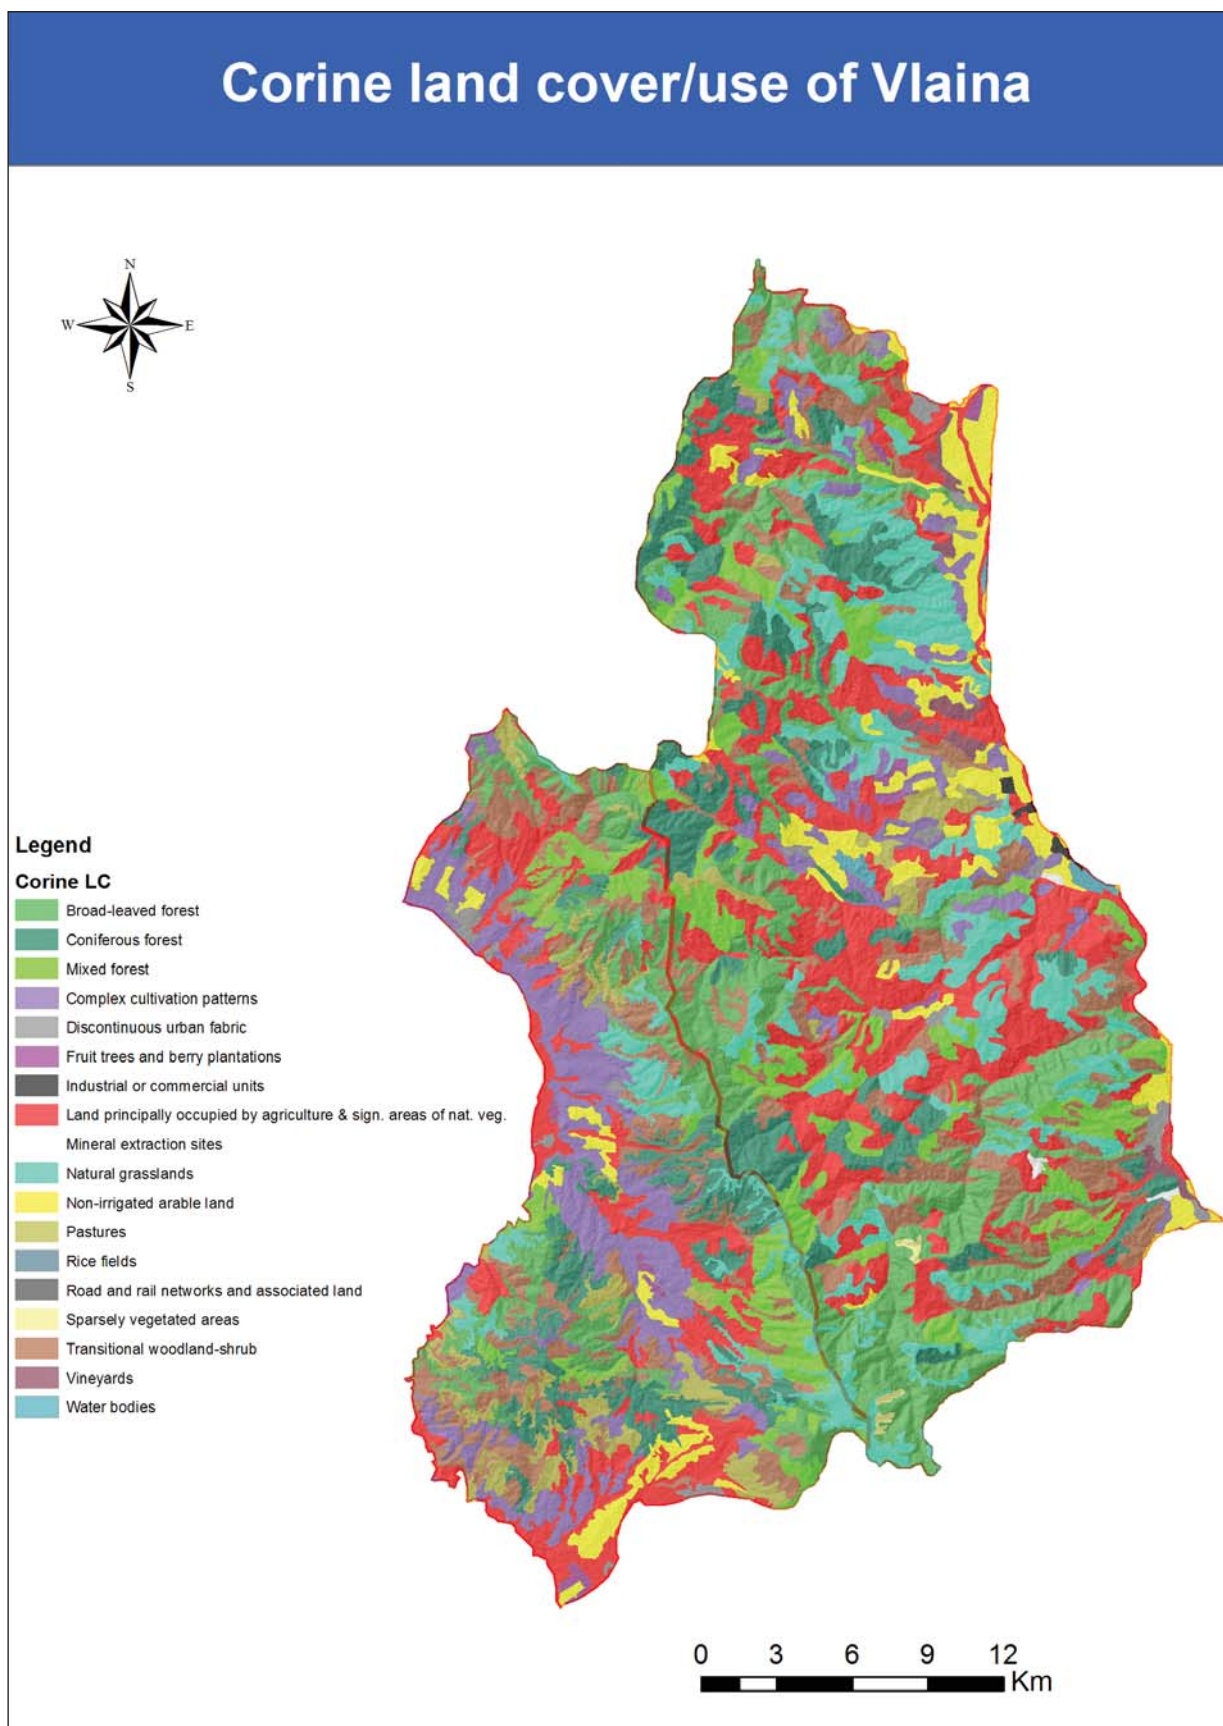 Corine land cover/use of Vlaina
N
W E
S
Legend
Corine LC
Broad-leaved forest
Coniferous forest
Mixed forest
Complex cultivation patterns
Discontinuous urban fabric
Fruit trees and berry plantations
Industrial or commercial units
Land principally occupied by agriculture & sign. areas of nat. veg.
Mineral extraction sites
Natural grasslands
Non-irrigated arable land
Pastures
Rice fields
Road and rail networks and associated land
Sparsely vegetated areas
Transitional woodland-shrub
Vineyards
Water bodies
0 3 6 9 12
Km